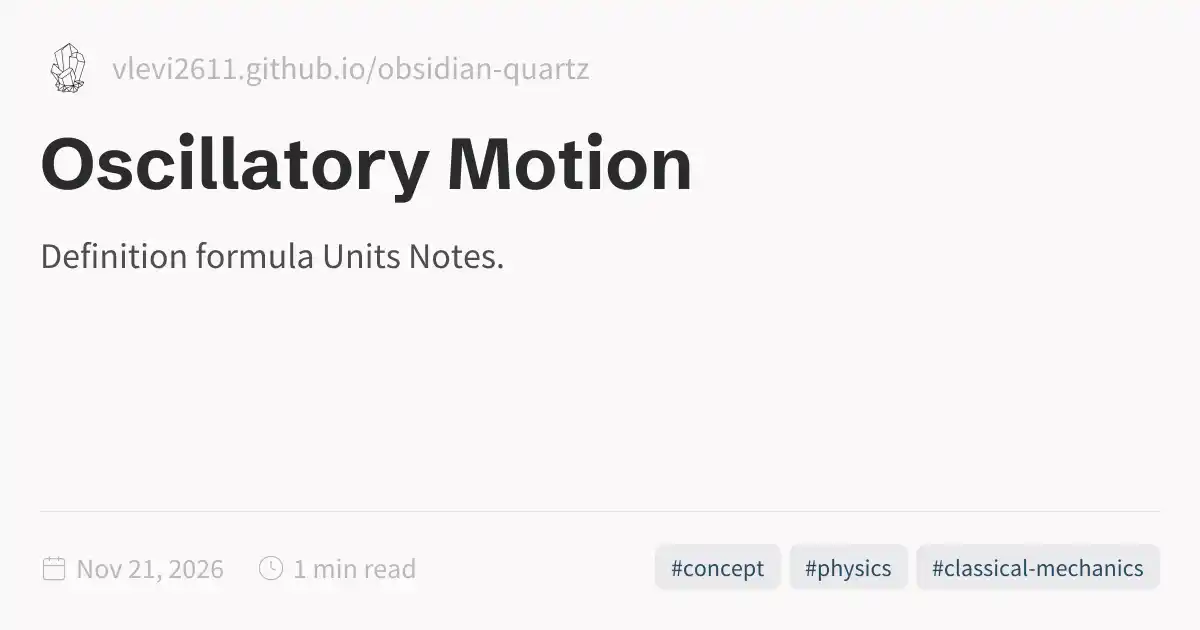 vlevi2611.github.io/obsidian-quartz
Oscillatory Motion
Definition formula Units Notes.
Nov 21, 2026 1 min read #concept #physics #classical-mechanics